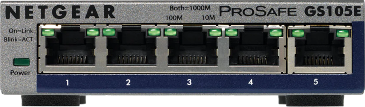 NETGEAR
Both=1000M
100M 10M
PROSAFE GS105E
On=Link
Blink=ACT
Power
1 2 3 4 5